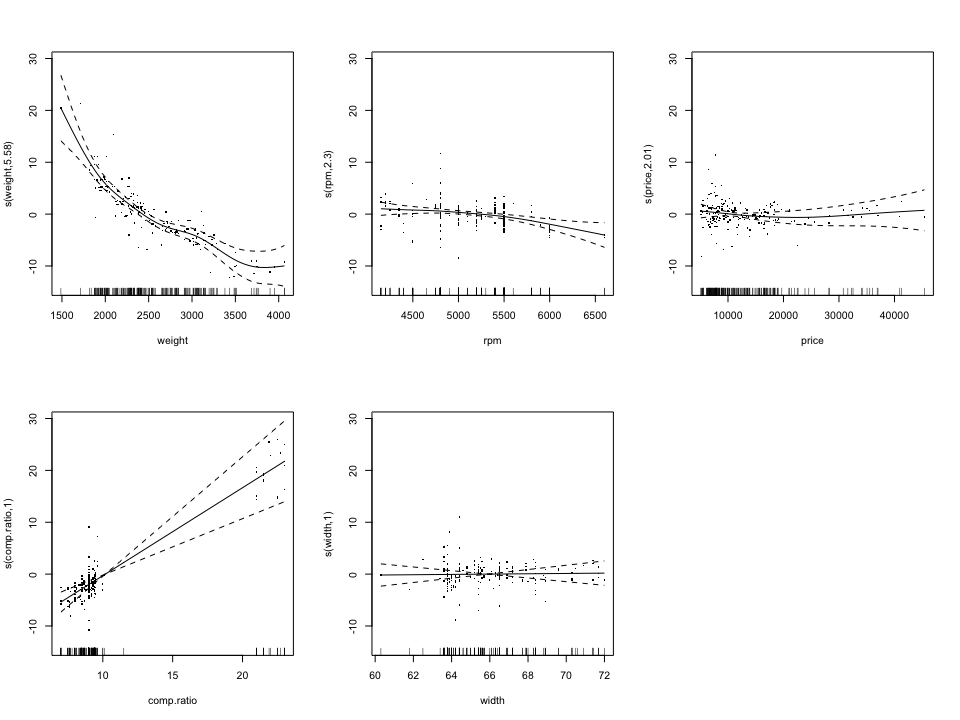 s(weight,5.58)
30
20
10
0
-10
1500 2000 2500 3000 3500 4000
weight
s(rpm,2.3)
30
20
10
0
-10
4500 5000 5500 6000 6500
rpm
s(price,2.01)
30
20
10
0
-10
10000 20000 30000 40000
price
s(comp.ratio,1)
30
20
10
0
-10
10 15 20
comp.ratio
s(width,1)
30
20
10
0
-10
60 62 64 66 68 70 72
width